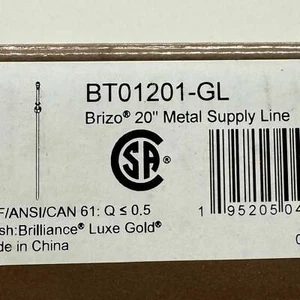 BT01201-GL
Brizo® 20" Metal Supply Line
CSA®
F/ANSI/CAN 61: Q ≤ 0.5
sh:Brilliance® Luxe Gold®
de in China
1 95205 04